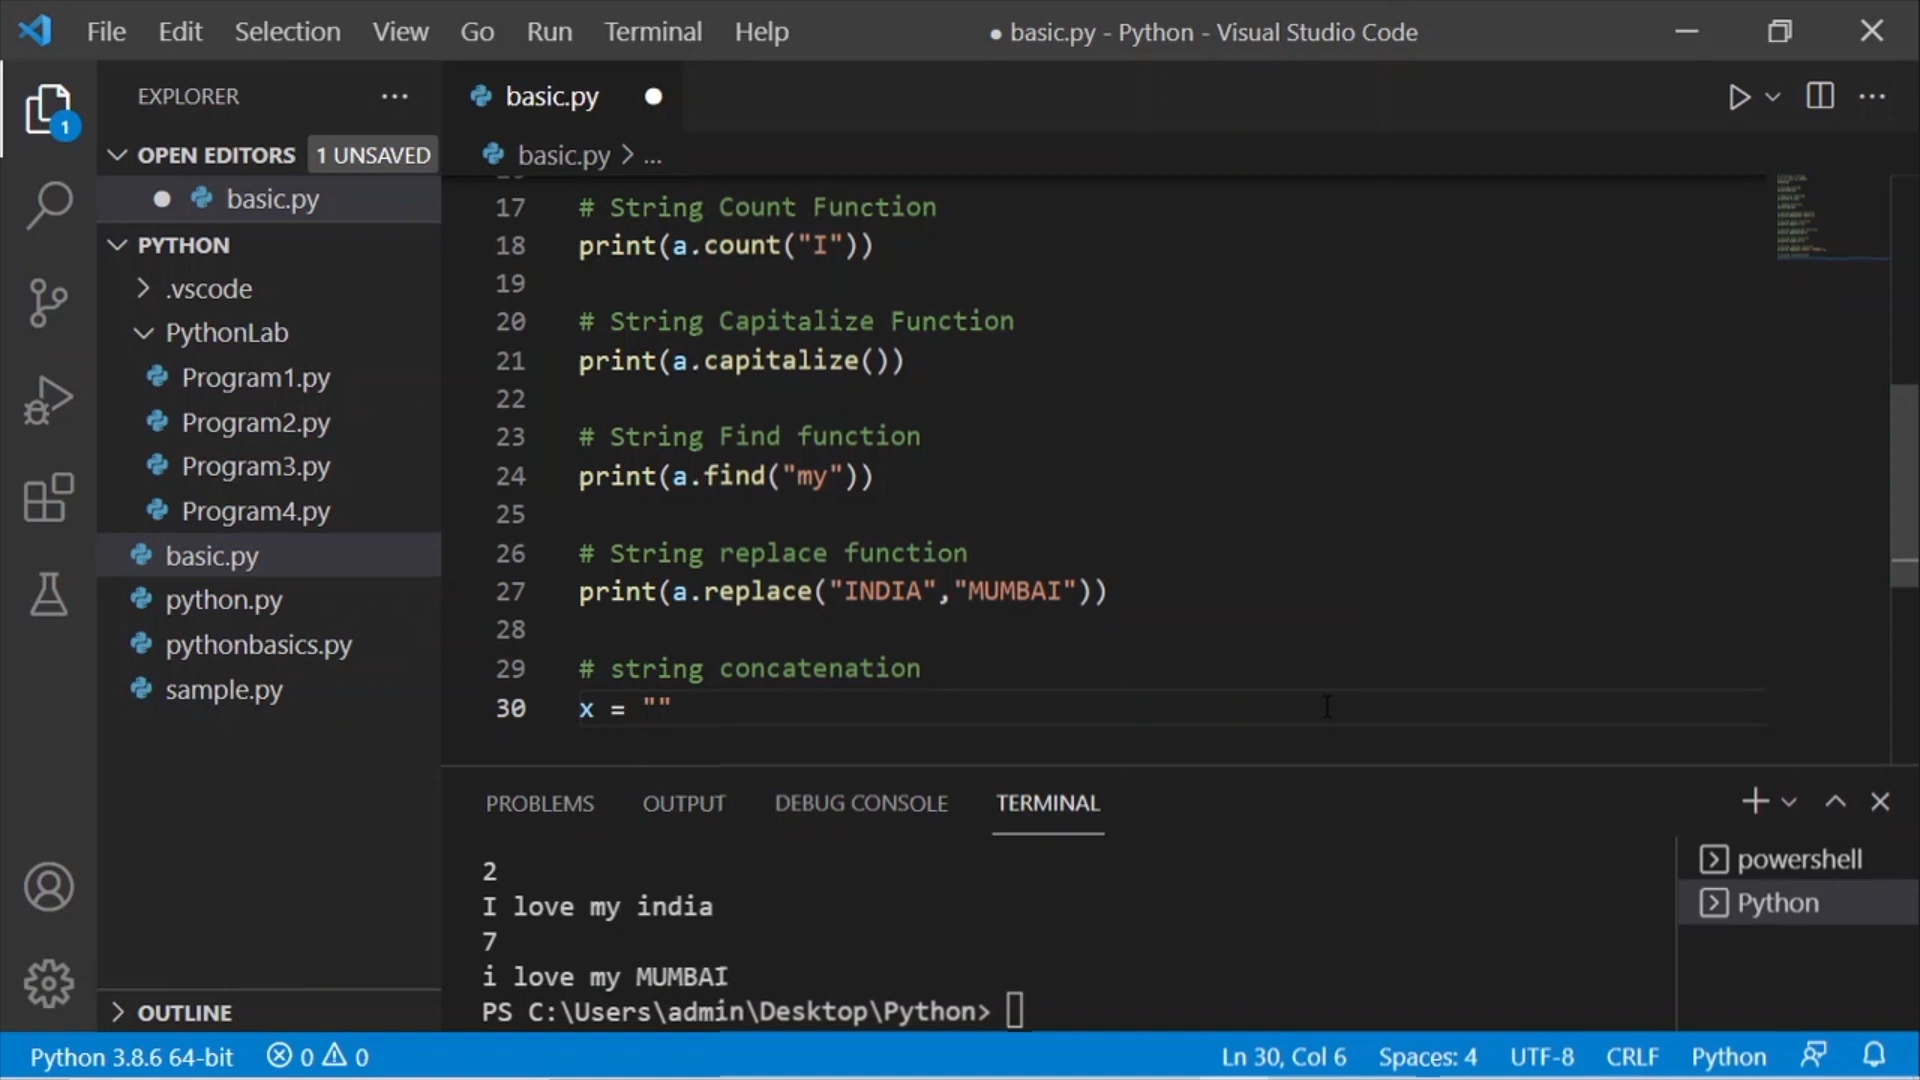 File Edit Selection View Go Run Terminal Help
● basic.py - Python - Visual Studio Code
EXPLORER
1
OPEN EDITORS 1 UNSAVED
basic.py
PYTHON
.vscode
PythonLab
Program1.py
Program2.py
Program3.py
Program4.py
basic.py
python.py
pythonbasics.py
sample.py
OUTLINE
basic.py
basic.py > ...
17 # String Count Function
18 print(a.count("I"))
19
20 # String Capitalize Function
21 print(a.capitalize())
22
23 # String Find function
24 print(a.find("my"))
25
26 # String replace function
27 print(a.replace("INDIA","MUMBAI"))
28
29 # string concatenation
30 x = ""
PROBLEMS OUTPUT DEBUG CONSOLE TERMINAL
2
I love my india
7
i love my MUMBAI
PS C:\Users\admin\Desktop\Python>
powershell
Python
Python 3.8.6 64-bit 0 0 Ln 30, Col 6 Spaces: 4 UTF-8 CRLF Python